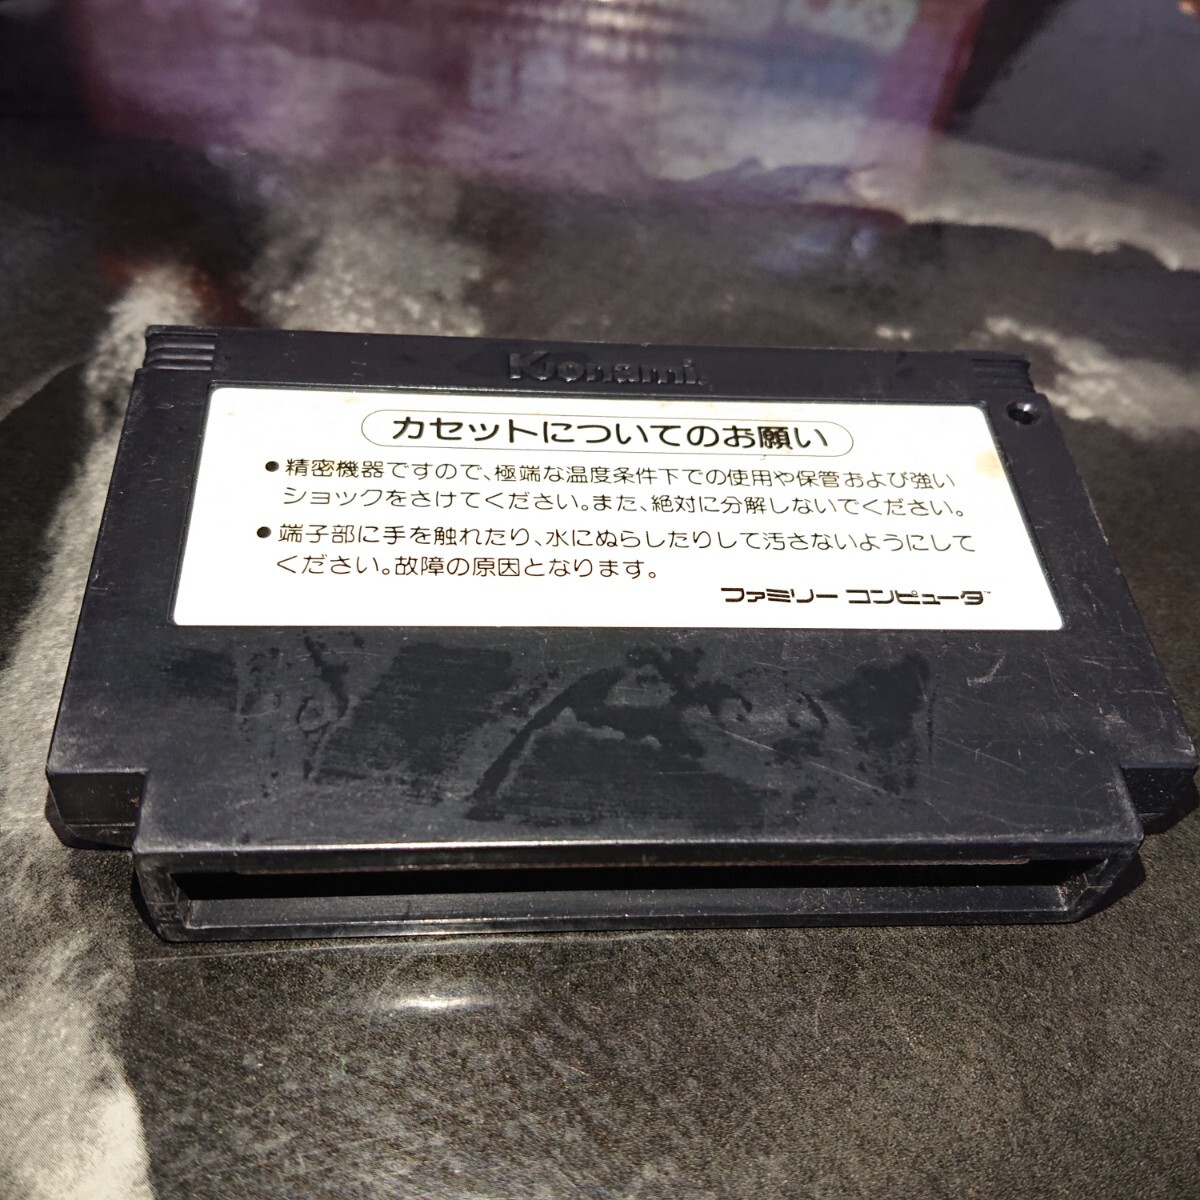 Konami
カセットについてのお願い
●精密機器ですので、極端な温度条件下での使用や保管および強い
ショックをさけてください。また、絶対に分解しないでください。
●端子部に手を触れたり、水にぬらしたりして汚さないようにして
ください。故障の原因となります。
ファミリー コンピュータ™